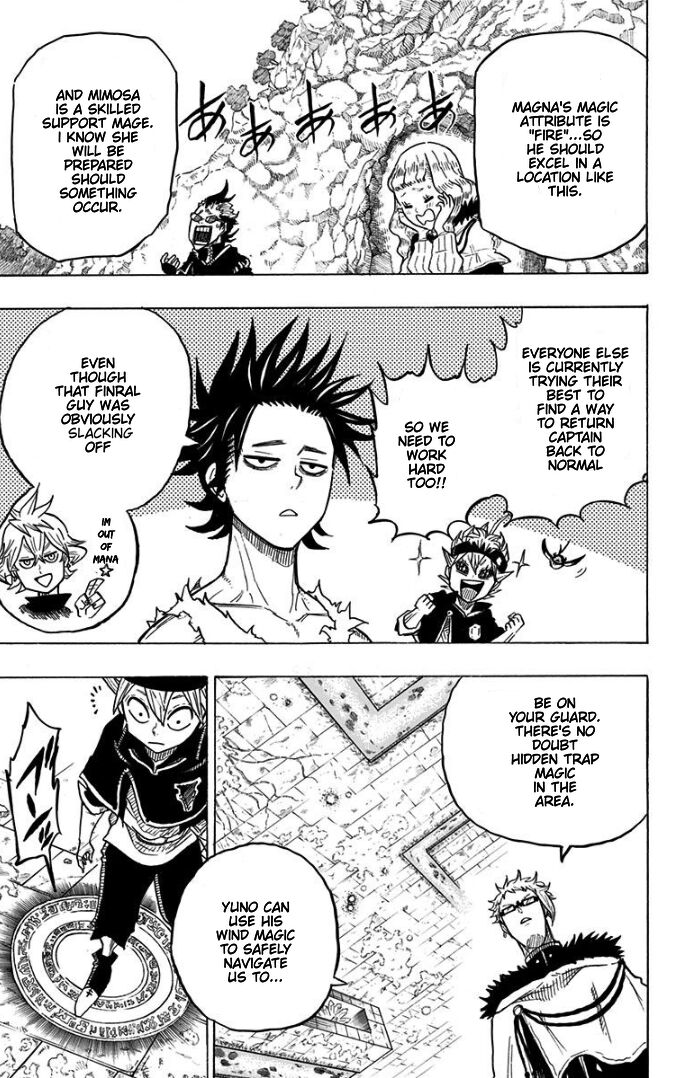 MAGNA'S MAGIC
ATTRIBUTE IS
"FIRE"...SO
HE SHOULD
EXCEL IN A
LOCATION LIKE
THIS.
AND MIMOSA
IS A SKILLED
SUPPORT MAGE.
I KNOW SHE
WILL BE
PREPARED
SHOULD
SOMETHING
OCCUR.
あああああ
EVERYONE ELSE
IS CURRENTLY
TRYING THEIR
BEST TO
FIND A WAY
TO RETURN
CAPTAIN
BACK TO
NORMAL
SO WE
NEED TO
WORK
HARD
TOO!!
EVEN
THOUGH
THAT FINRAL
GUY WAS
OBVIOUSLY
SLACKING
OFF
IM
OUT
OF
MANA
BE ON
YOUR GUARD.
THERE'S NO
DOUBT
HIDDEN TRAP
MAGIC
IN THE
AREA.
YUNO CAN
USE HIS
WIND MAGIC
TO SAFELY
NAVIGATE
US TO...